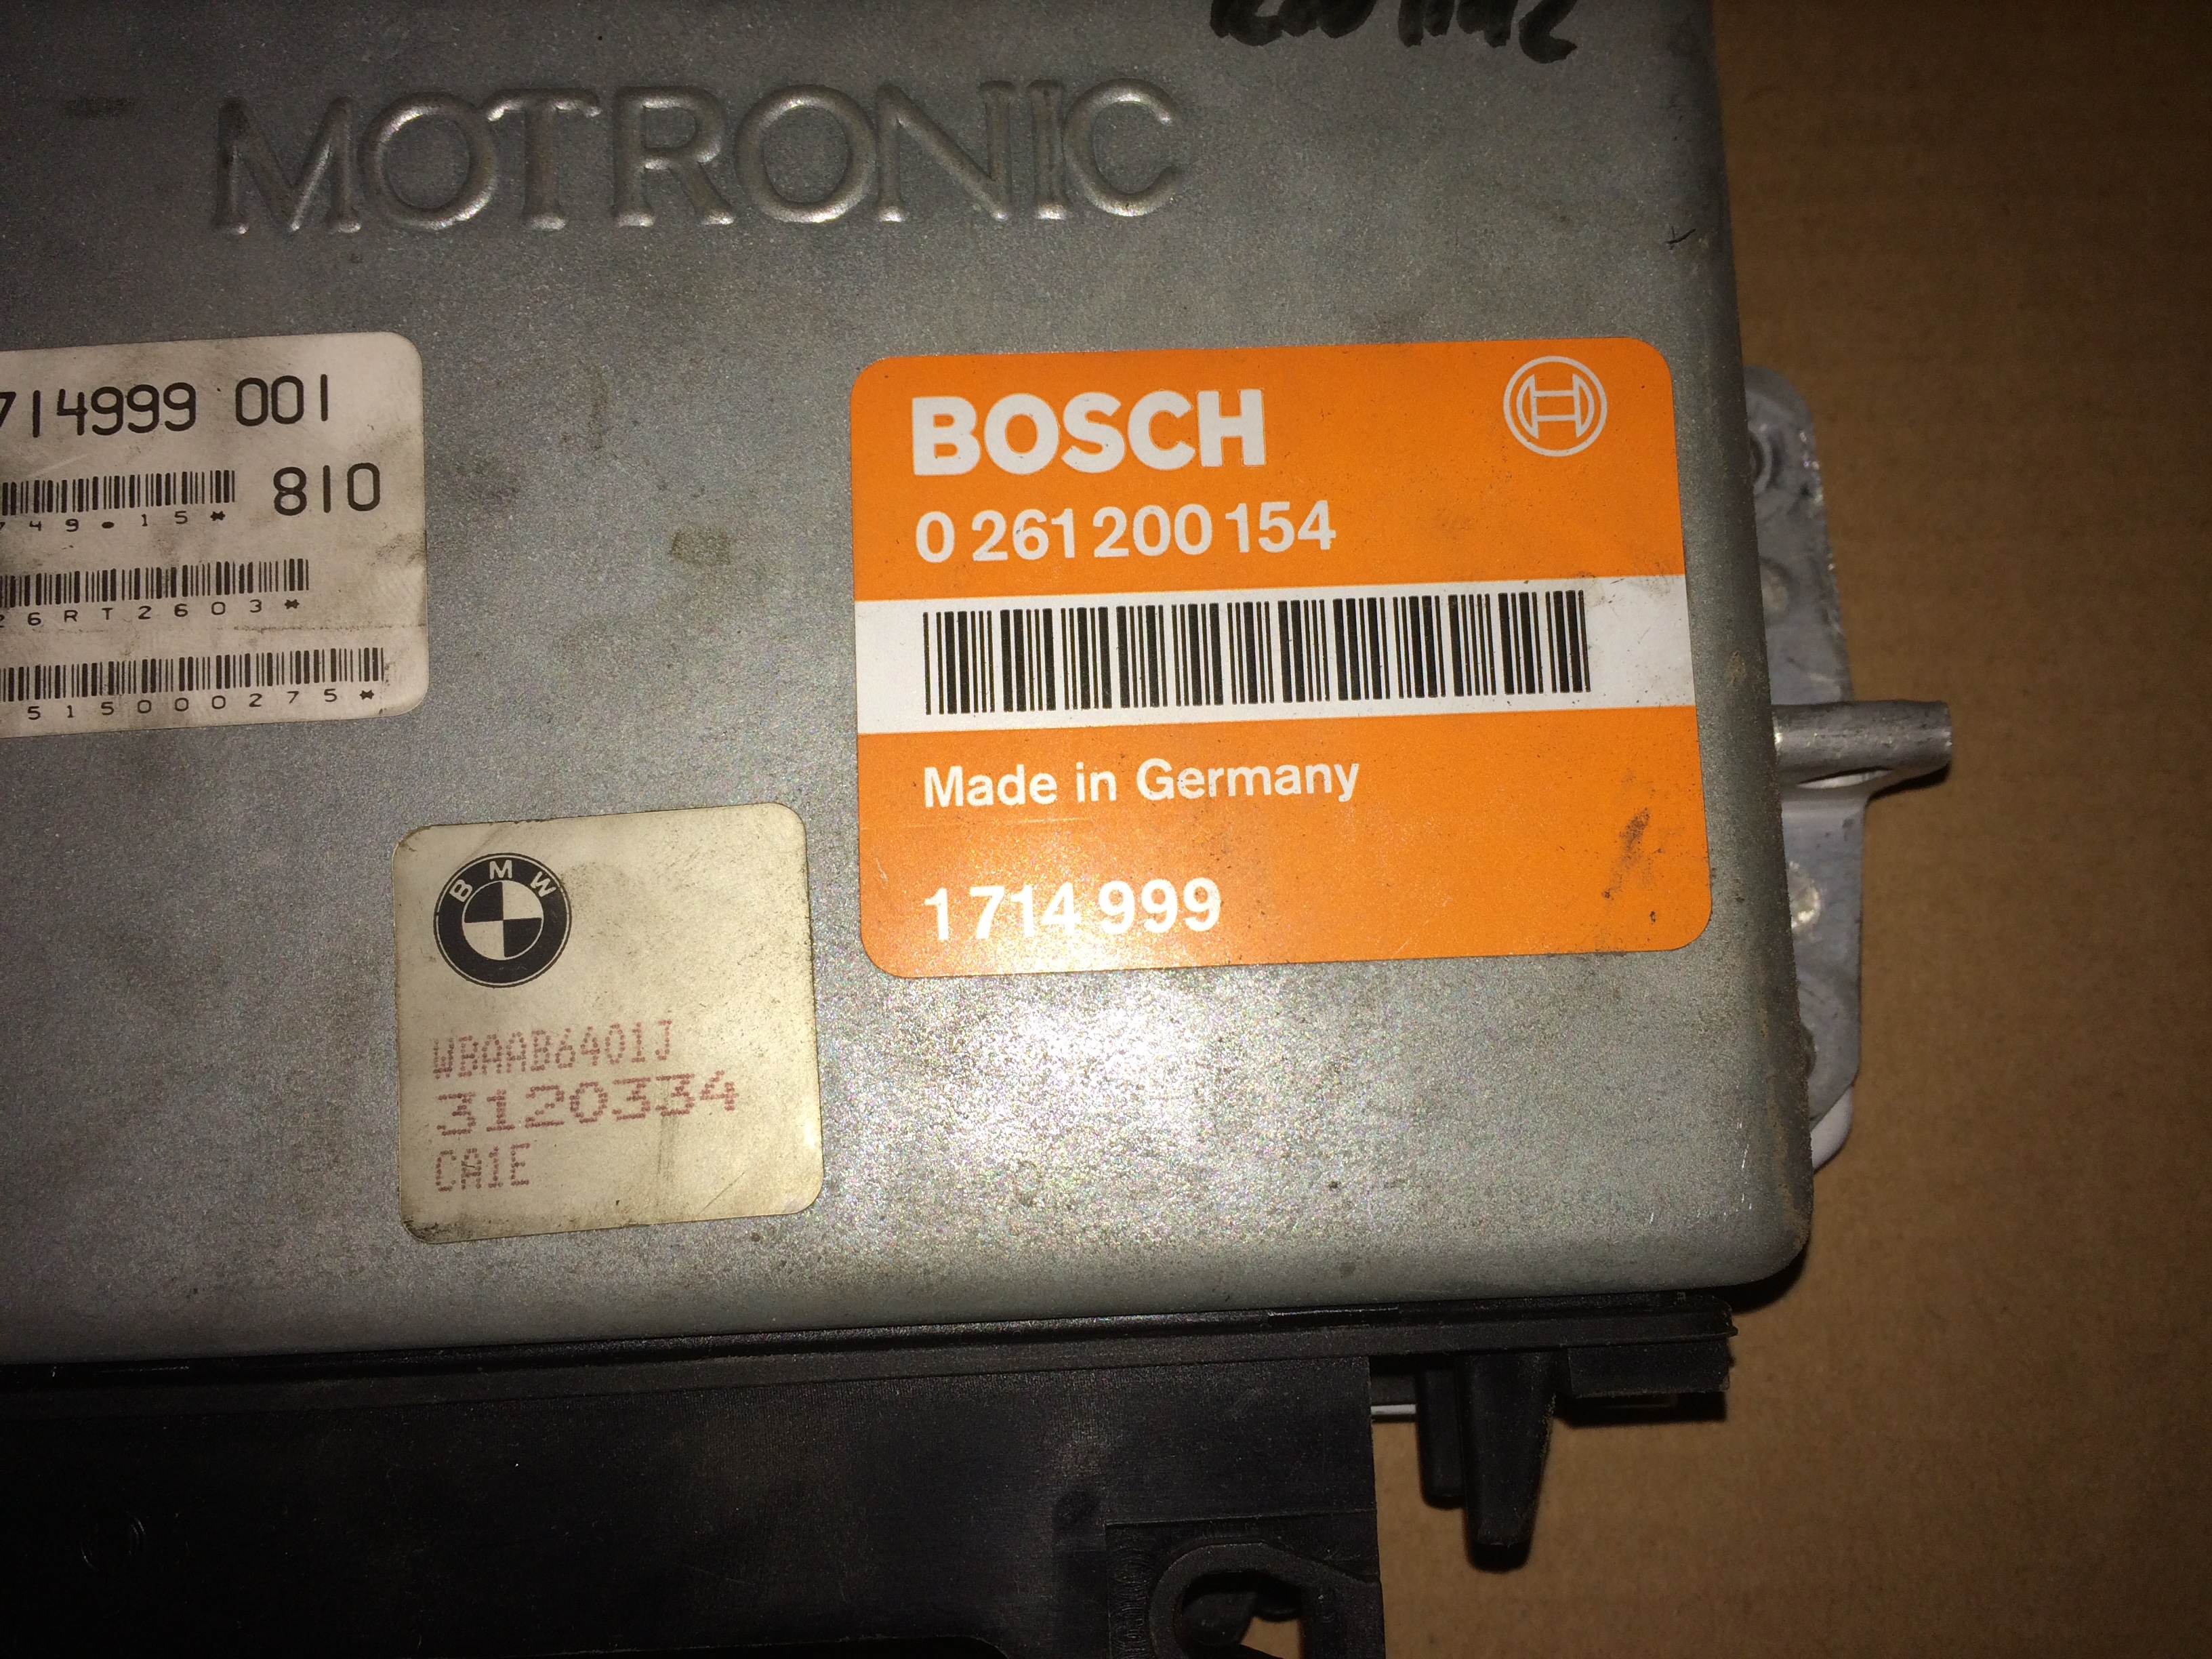 MOTRONIC
714999 001
810
749.15*
26RT2603*
515000275*
BOSCH
0 261 200 154
Made in Germany
1 714 999
BMW
WBAAB6401J
3120334
CA1E